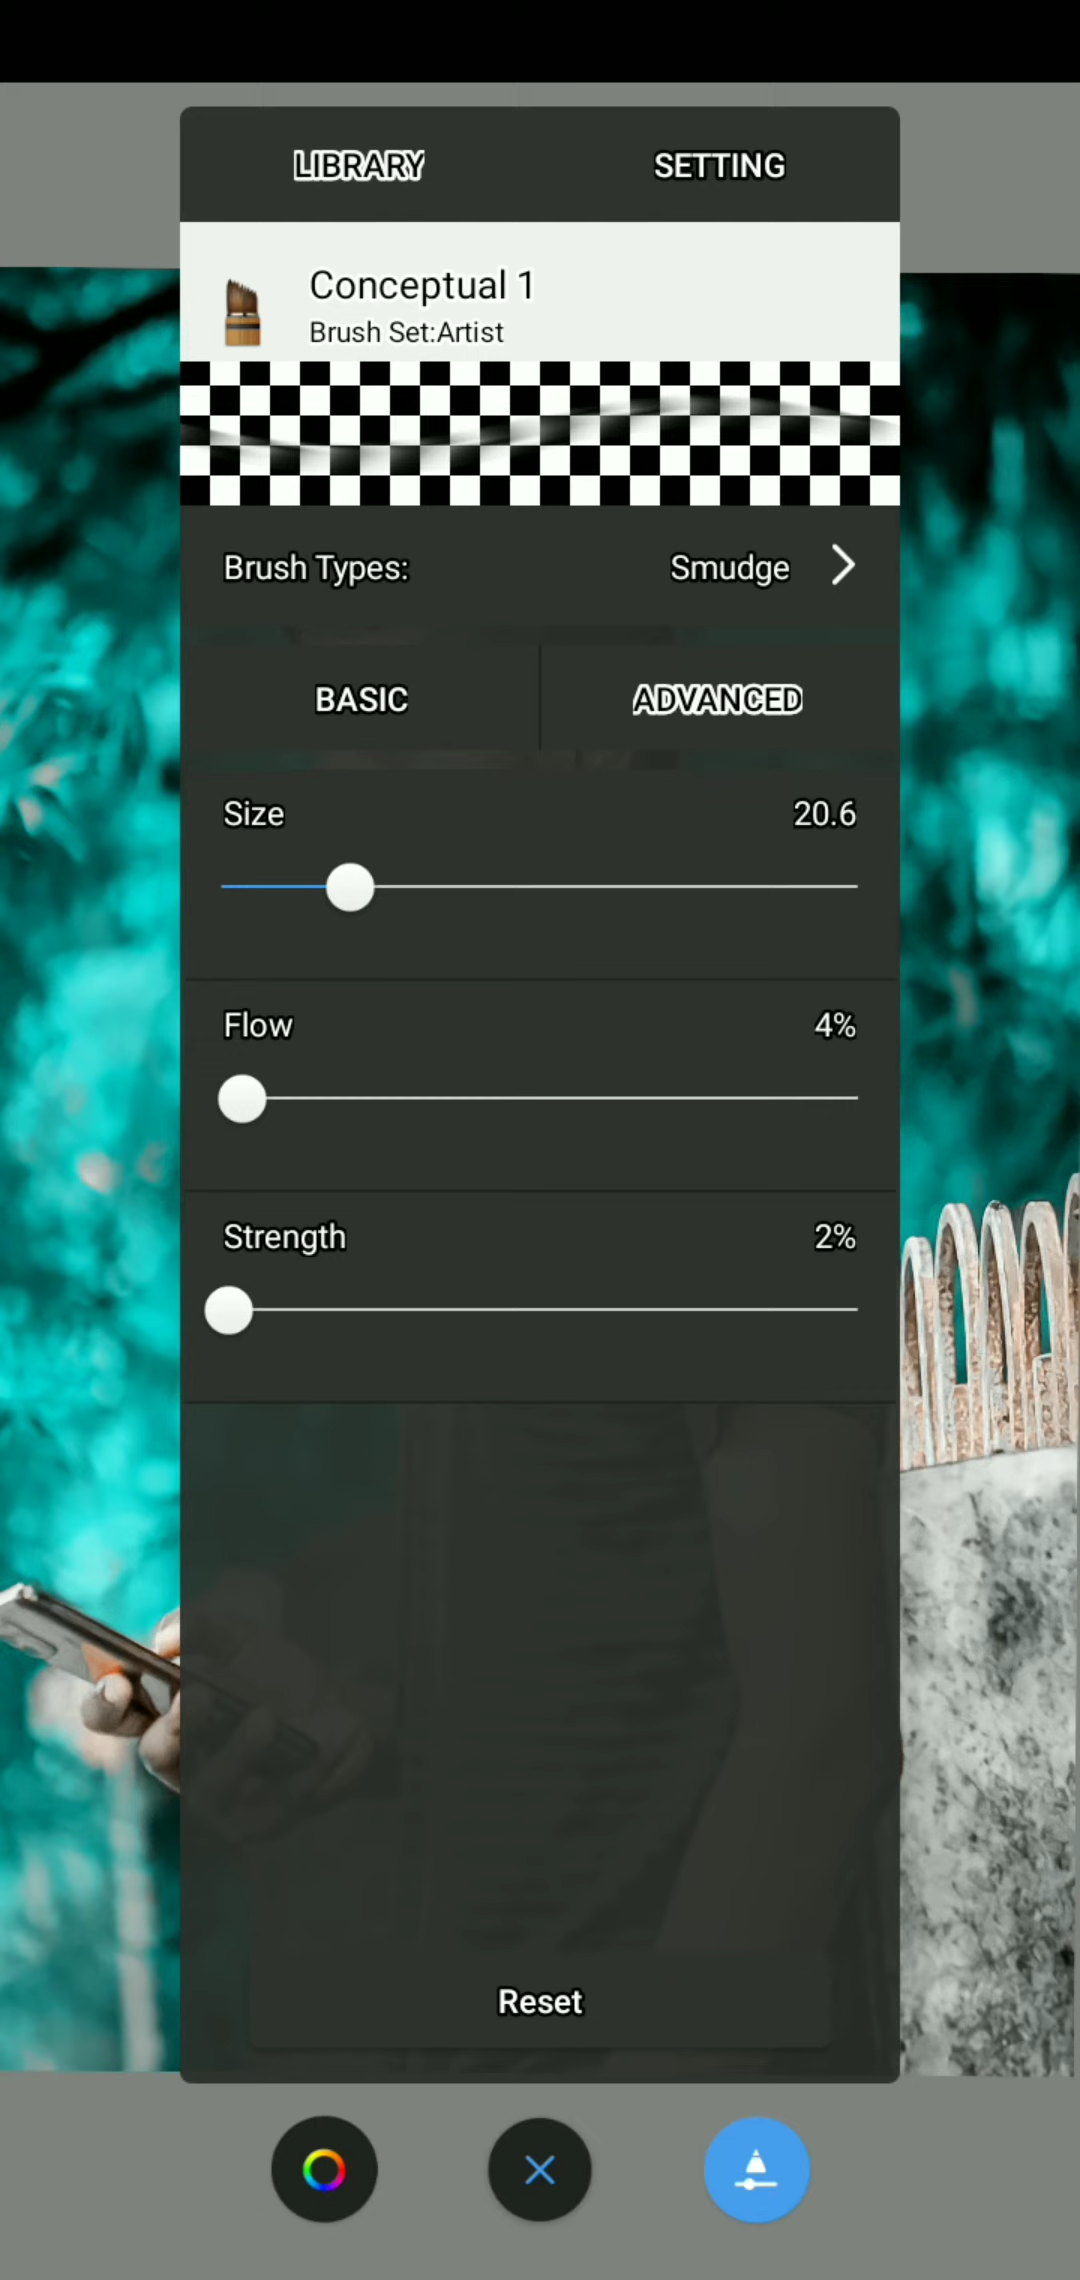 LIBRARY SETTING
Conceptual 1
Brush Set:Artist
Brush Types: Smudge
BASIC ADVANCED
Size 20.6
Flow 4%
Strength 2%
Reset